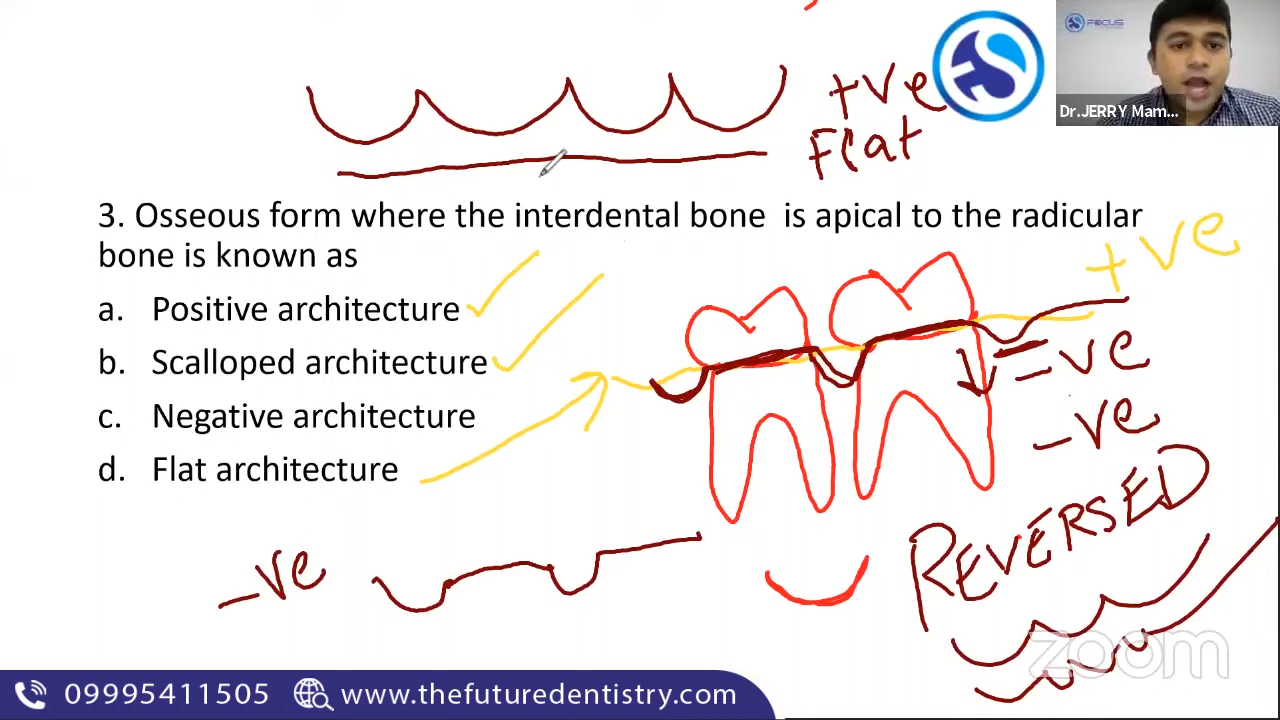 FOCUS
Dr.JERRY Mam...
+ve
Flat
3. Osseous form where the interdental bone is apical to the radicular
bone is known as
a. Positive architecture
b. Scalloped architecture
c. Negative architecture
d. Flat architecture
+ve
-ve
-ve
REVERSED
-ve
zoom
09995411505 www.thefuturedentistry.com